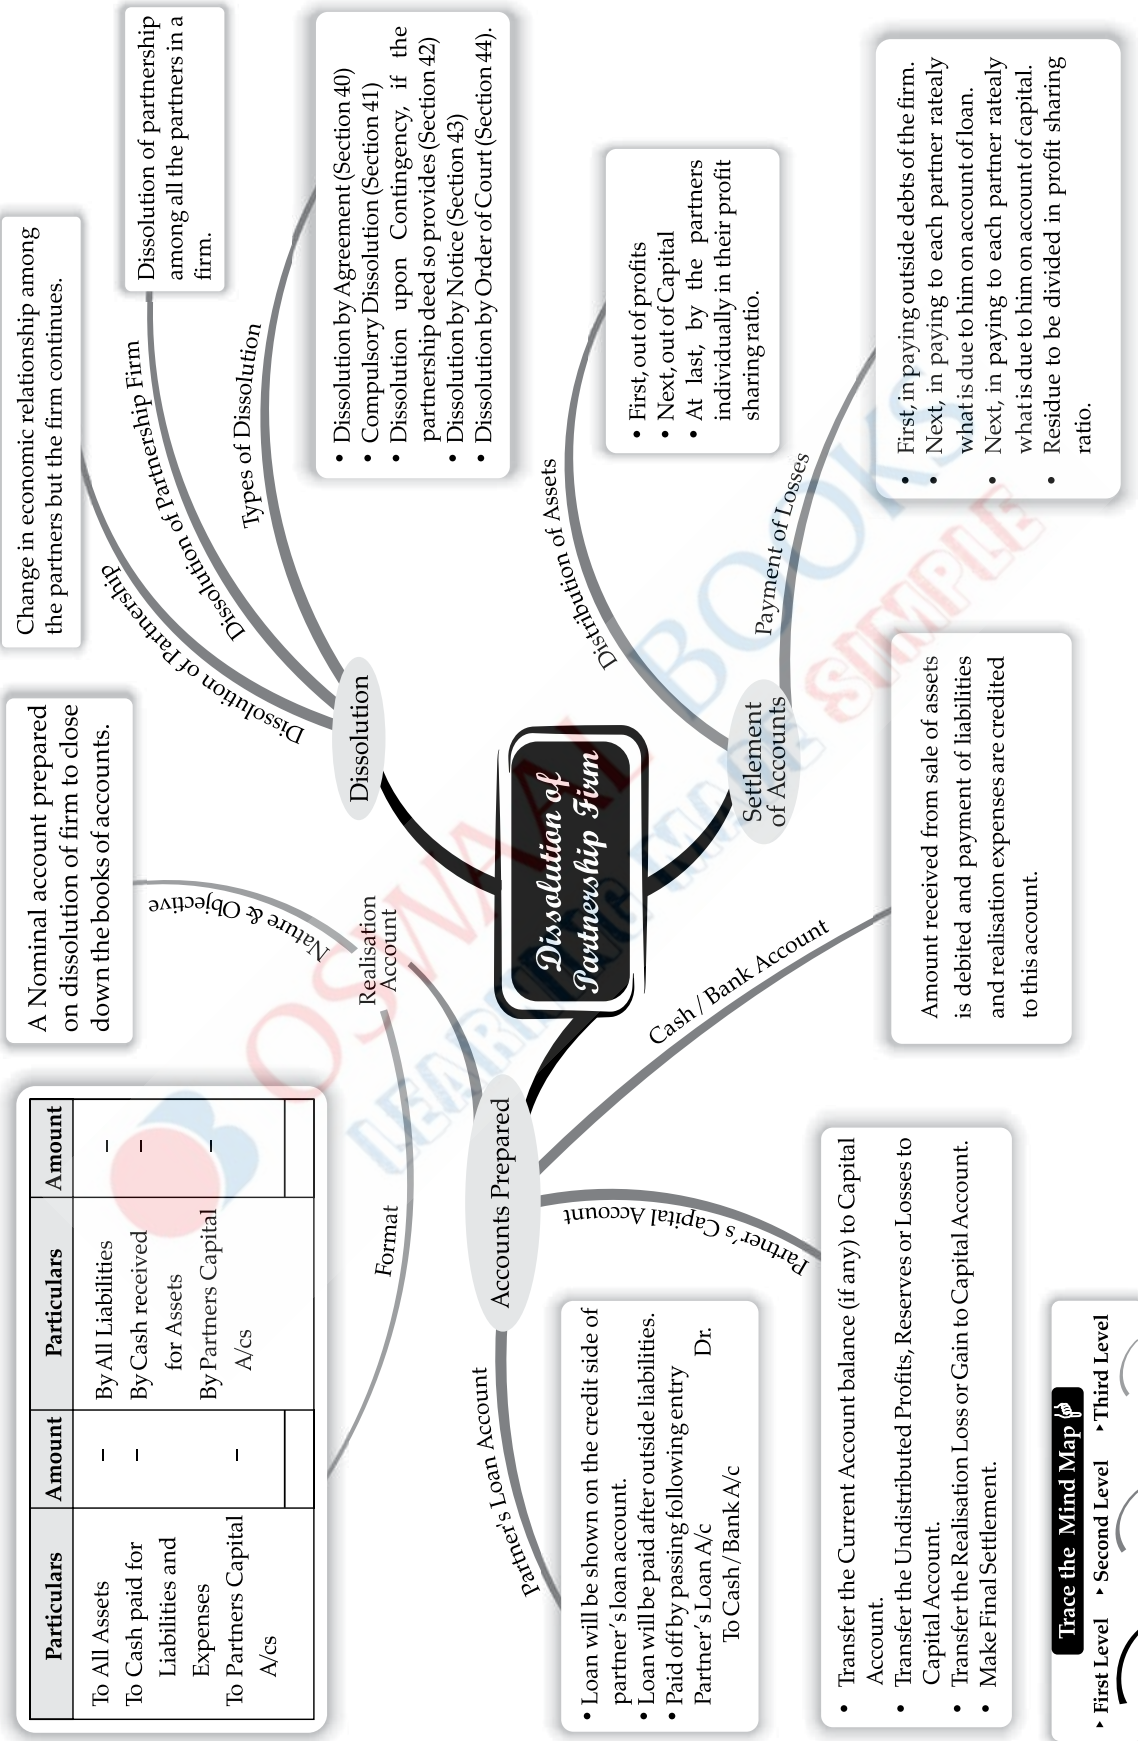 Dissolution of
Partnership Firm
Dissolution
Dissolution of Partnership
Change in economic relationship among
the partners but the firm continues.
Dissolution of Partnership Firm
Dissolution of partnership
among all the partners in a
firm.
Types of Dissolution
• Dissolution by Agreement (Section 40)
• Compulsory Dissolution (Section 41)
• Dissolution upon Contingency, if the
partnership deed so provides (Section 42)
• Dissolution by Notice (Section 43)
• Dissolution by Order of Court (Section 44).
Settlement
of Accounts
Distribution of Assets
• First, out of profits
• Next, out of Capital
• At last, by the partners
individually in their profit
sharing ratio.
Payment of Losses
• First, in paying outside debts of the firm.
• Next, in paying to each partner ratealy
what is due to him on account of loan.
• Next, in paying to each partner ratealy
what is due to him on account of capital.
• Residue to be divided in profit sharing
ratio.
Accounts Prepared
Realisation
Account
Nature & Objective
A Nominal account prepared
on dissolution of firm to close
down the books of accounts.
Format
Particulars Amount Particulars Amount
To All Assets – By All Liabilities –
To Cash paid for – By Cash received –
Liabilities and for Assets
Expenses By Partners Capital –
To Partners Capital – A/cs
A/cs
Cash / Bank Account
Amount received from sale of assets
is debited and payment of liabilities
and realisation expenses are credited
to this account.
Partner's Capital Account
• Transfer the Current Account balance (if any) to Capital
Account.
• Transfer the Undistributed Profits, Reserves or Losses to
Capital Account.
• Transfer the Realisation Loss or Gain to Capital Account.
• Make Final Settlement.
Partner's Loan Account
• Loan will be shown on the credit side of
partner's loan account.
• Loan will be paid after outside liabilities.
• Paid off by passing following entry
Partner's Loan A/c Dr.
To Cash / Bank A/c
Trace the Mind Map
▸ First Level ▸ Second Level ▸ Third Level
OSWAAL BOOKS
LEARNING MADE SIMPLE